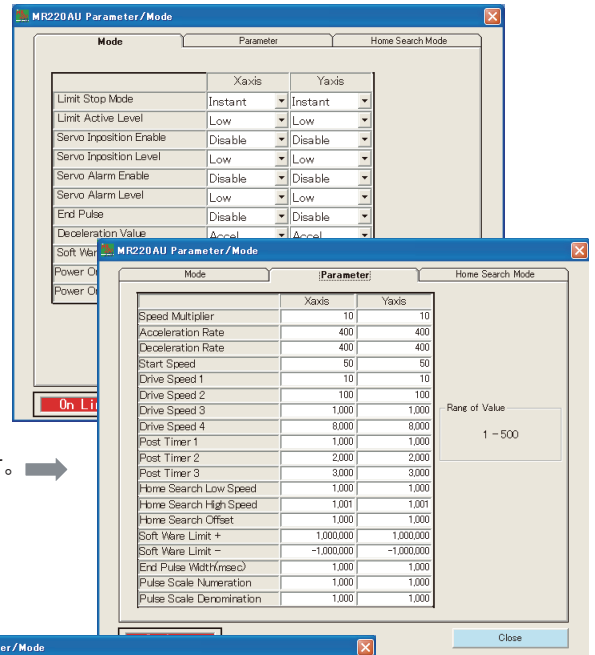 MR220AU Parameter/Mode
Mode Parameter Home Search Mode
Xaxis Yaxis
Limit Stop Mode Instant Instant
Limit Active Level Low Low
Servo Inposition Enable Disable Disable
Servo Inposition Level Low Low
Servo Alarm Enable Disable Disable
Servo Alarm Level Low Low
End Pulse Disable Disable
Deceleration Value Accel Accel
Soft War
Power O
Power O
On Li
す。
MR220AU Parameter/Mode
Mode Parameter Home Search Mode
Xaxis Yaxis
Speed Multiplier 10 10
Acceleration Rate 400 400
Deceleration Rate 400 400
Start Speed 50 50
Drive Speed 1 10 10
Drive Speed 2 100 100
Drive Speed 3 1,000 1,000
Drive Speed 4 8,000 8,000
Post Timer 1 1,000 1,000
Post Timer 2 2,000 2,000
Post Timer 3 3,000 3,000
Home Search Low Speed 1,000 1,000
Home Search High Speed 1,001 1,001
Home Search Offset 1,000 1,000
Soft Ware Limit + 1,000,000 1,000,000
Soft Ware Limit - -1,000,000 -1,000,000
End Pulse Width(msec) 1,000 1,000
Pulse Scale Numeration 1,000 1,000
Pulse Scale Denomination 1,000 1,000
Rang of Value
1 - 500
Close
er/Mode